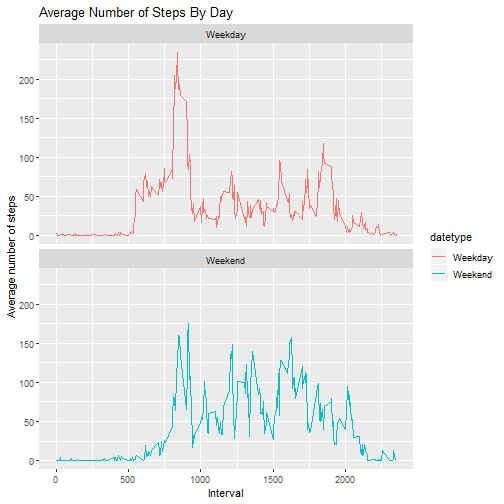 Average Number of Steps By Day
Weekday
200
150
100
50
0
Average number of steps
Weekend
200
150
100
50
0
0
500
1000
1500
2000
Interval
datetype
Weekday
Weekend